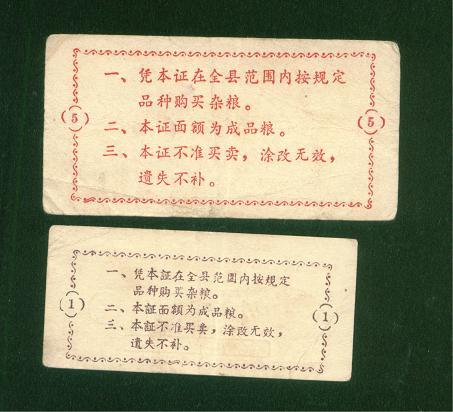 一、凭本证在全县范围内按规定
品种购买杂粮。
5
5
二、本证面额为成品粮。
三、本证不准买卖，涂改无效，
遗失不补。
一、凭本証在全县范围内按规定
品种购买杂粮。
1
1
二、本証面额为成品粮。
三、本証不准买卖，涂改无效，
遗失不补。